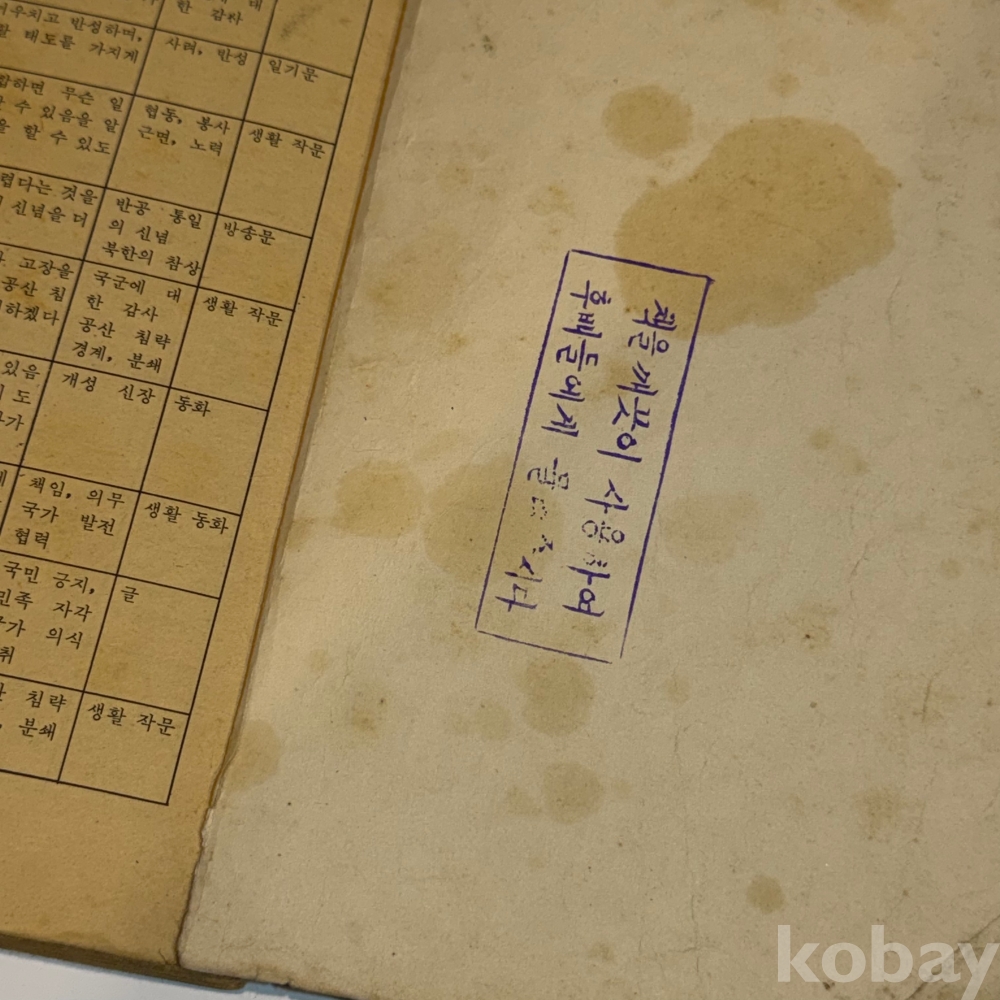 한 감사
우치고 반성하며,
태도를 가지게
사려, 반성
일기문
합하면 무슨 일
수 있음을 알
을 할 수 있도
협동, 봉사
근면, 노력
생활 작문
렵다는 것을
신념을 더
반공 통일
의 신념
북한의 참상
방송문
고장을
공산 침
하겠다
국군에 대
한 감사
공산 침략
경계, 분쇄
생활 작문
있음
도
가
개성 신장
동화
책임, 의무
국가 발전
협력
생활 동화
국민 긍지,
민족 자각
국가 의식
글
침략
분쇄
생활 작문
책을 깨끗이 사용하여
후배들에게 물
kobay